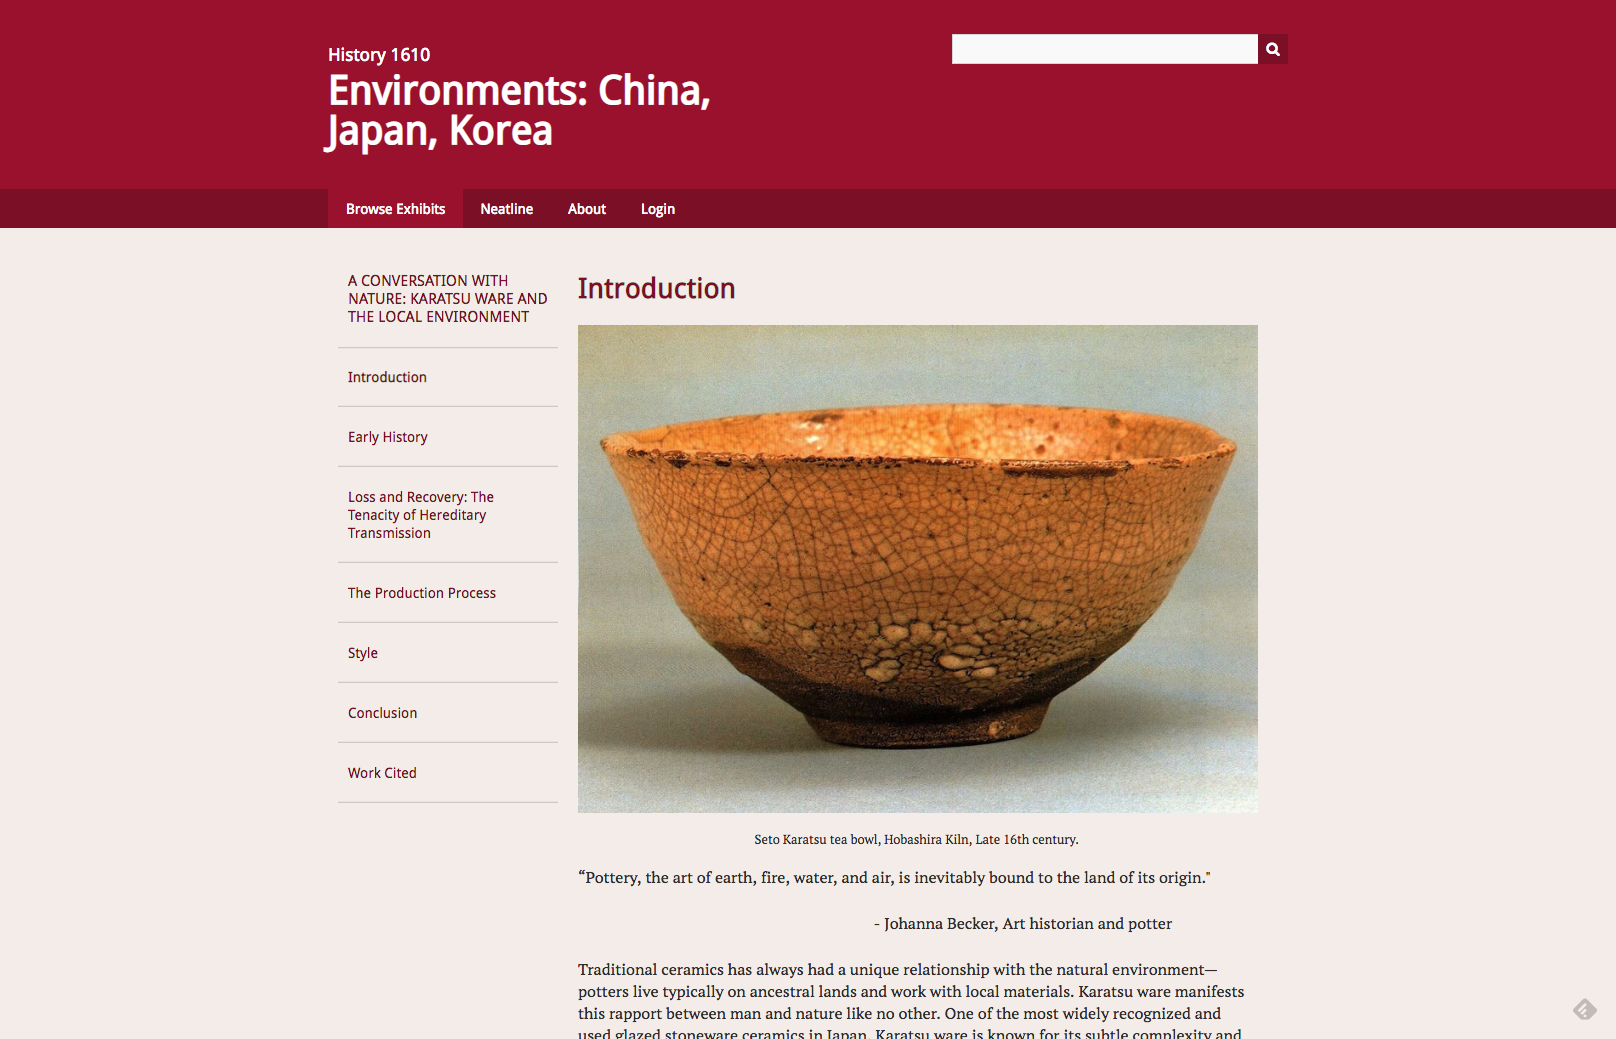 History 1610
Environments: China,
Japan, Korea
Browse Exhibits
Neatline
About
Login
A CONVERSATION WITH
NATURE: KARATSU WARE AND
THE LOCAL ENVIRONMENT
Introduction
Early History
Loss and Recovery: The
Tenacity of Hereditary
Transmission
The Production Process
Style
Conclusion
Work Cited
Introduction
Seto Karatsu tea bowl, Hobashira Kiln, Late 16th century.
“Pottery, the art of earth, fire, water, and air, is inevitably bound to the land of its origin."
- Johanna Becker, Art historian and potter
Traditional ceramics has always had a unique relationship with the natural environment—
potters live typically on ancestral lands and work with local materials. Karatsu ware manifests
this rapport between man and nature like no other. One of the most widely recognized and
used glazed stoneware ceramics in Japan, Karatsu ware is known for its subtle complexity and